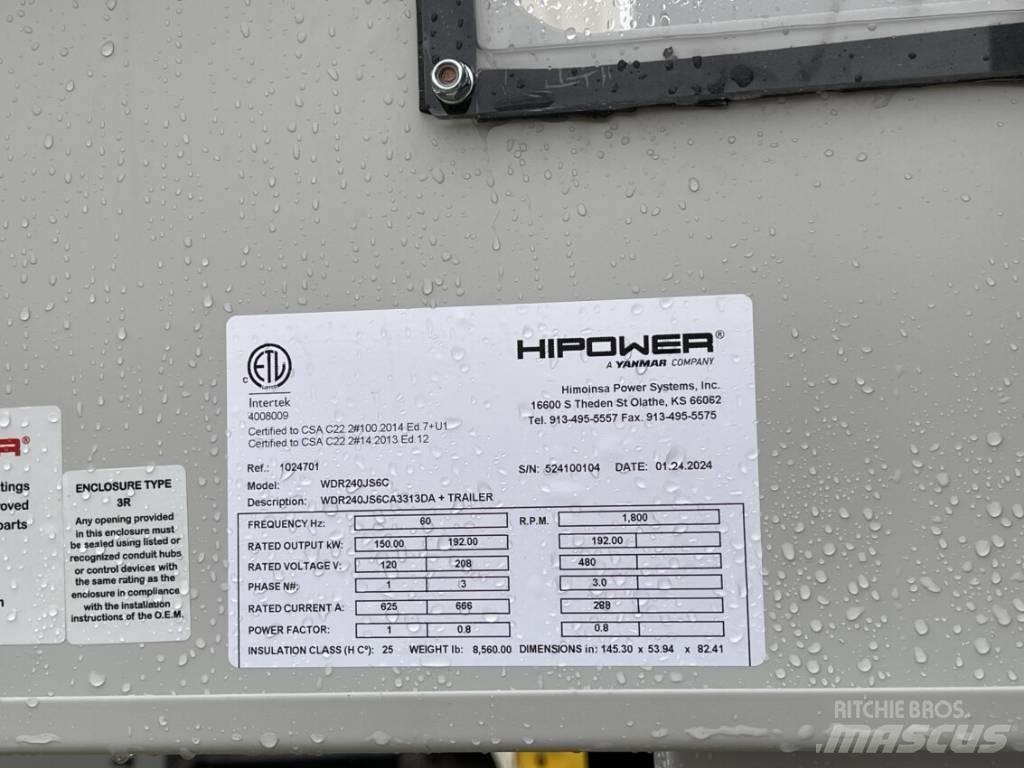 HIPOWER®
A YANMAR COMPANY
c ETL
Intertek
4008009
Himoinsa Power Systems, Inc.
16600 S Theden St Olathe, KS 66062
Tel. 913-495-5557 Fax. 913-495-5575
Certified to CSA C22.2#100.2014 Ed.7+U1
Certified to CSA C22.2#14.2013 Ed.12
Ref.: 1024701 S/N: 524100104 DATE: 01.24.2024
Model: WDR240JS6C
Description: WDR240JS6CA3313DA + TRAILER
FREQUENCY Hz: 60 R.P.M. 1,800
RATED OUTPUT kW: 150.00 192.00 192.00
RATED VOLTAGE V: 120 208 480
PHASE N#: 1 3 3.0
RATED CURRENT A: 625 666 289
POWER FACTOR: 1 0.8 0.8
INSULATION CLASS (H Cº): 25 WEIGHT lb: 8,560.00 DIMENSIONS in: 145.30 x 53.94 x 82.41
ENCLOSURE TYPE
3R
Any opening provided
in this enclosure must
be sealed using listed or
recognized conduit hubs
or control devices with
the same rating as the
enclosure in compliance
with the installation
instructions of the O.E.M.
tings
roved
parts
RITCHIE BROS.
MASCUS